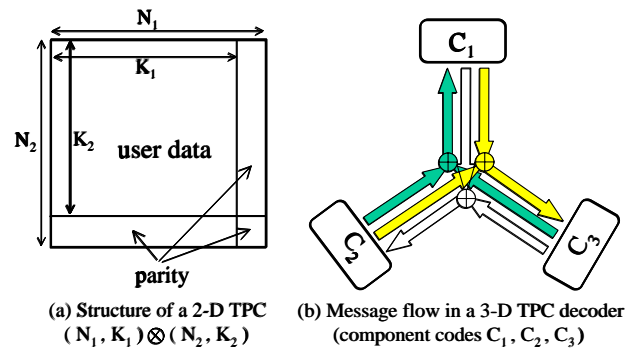 N₁
K₁
N₂
K₂
user data
parity
(a) Structure of a 2-D TPC
( N₁ , K₁ ) ⊗ ( N₂ , K₂ )
C₁
C₂
C₃
(b) Message flow in a 3-D TPC decoder
(component codes C₁ , C₂ , C₃ )